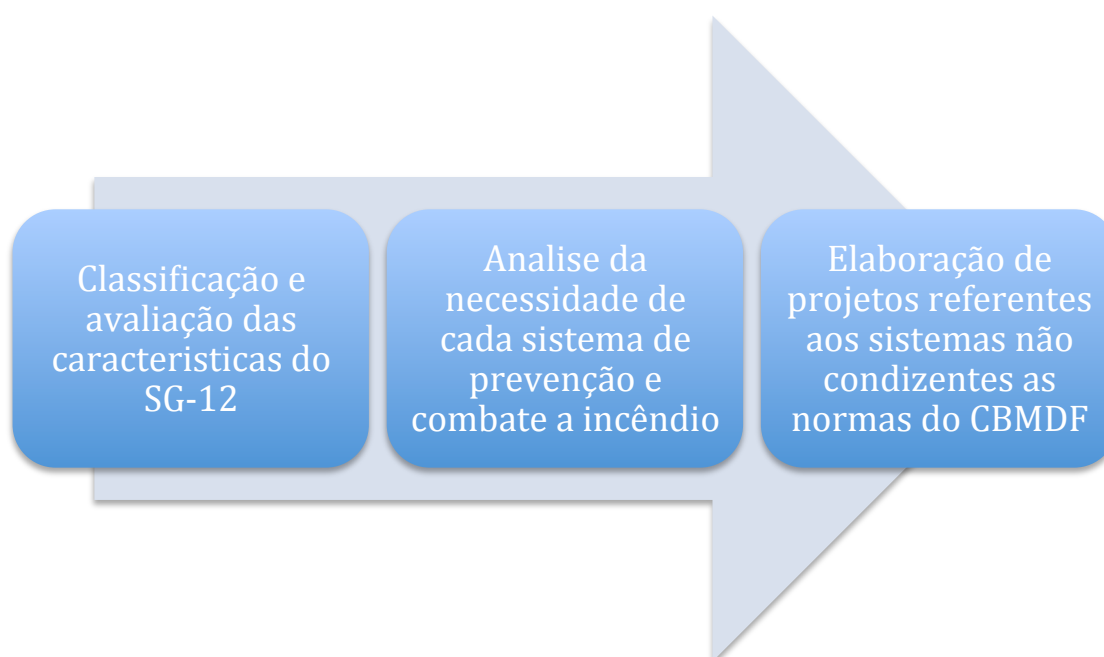 Classificação e
avaliação das
caracteristicas do
SG-12
Analise da
necessidade de
cada sistema de
prevenção e
combate a incêndio
Elaboração de
projetos referentes
aos sistemas não
condizentes as
normas do CBMDF